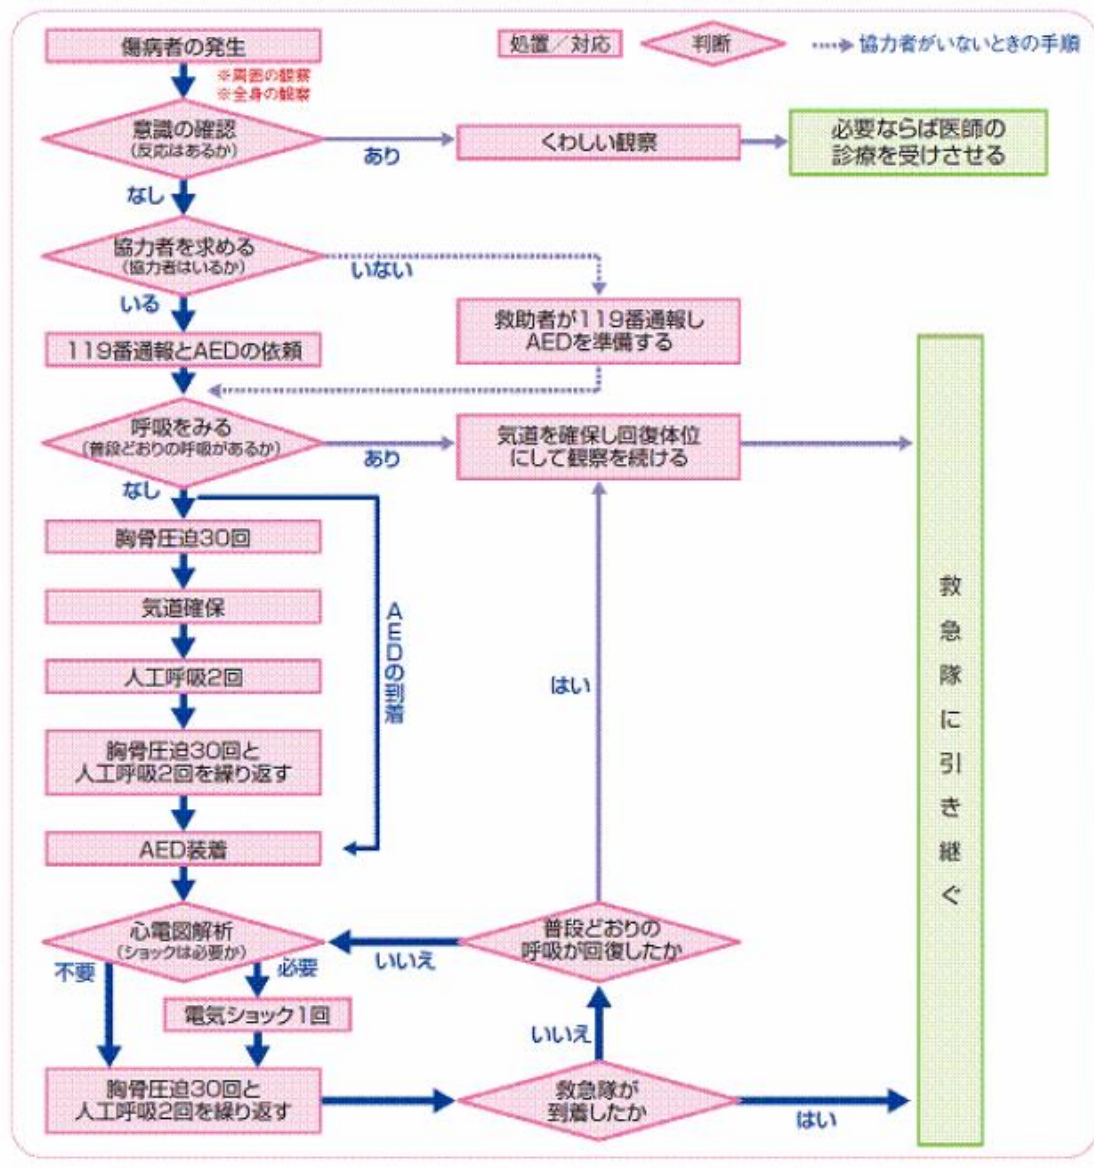 傷病者の発生
処置／対応
判断
協力者がいないときの手順
※周囲の観察
※全身の観察
意識の確認
(反応はあるか)
あり
くわしい観察
必要ならば医師の
診療を受けさせる
なし
協力者を求める
(協力者はいるか)
いない
いる
救助者が119番通報し
AEDを準備する
119番通報とAEDの依頼
呼吸をみる
(普段どおりの呼吸があるか)
あり
気道を確保し回復体位
にして観察を続ける
なし
胸骨圧迫30回
気道確保
人工呼吸2回
胸骨圧迫30回と
人工呼吸2回を繰り返す
AEDの到着
AED装着
はい
救急隊に引き継ぐ
心電図解析
(ショックは必要か)
いいえ
普段どおりの
呼吸が回復したか
不要
必要
電気ショック1回
いいえ
胸骨圧迫30回と
人工呼吸2回を繰り返す
救急隊が
到着したか
はい